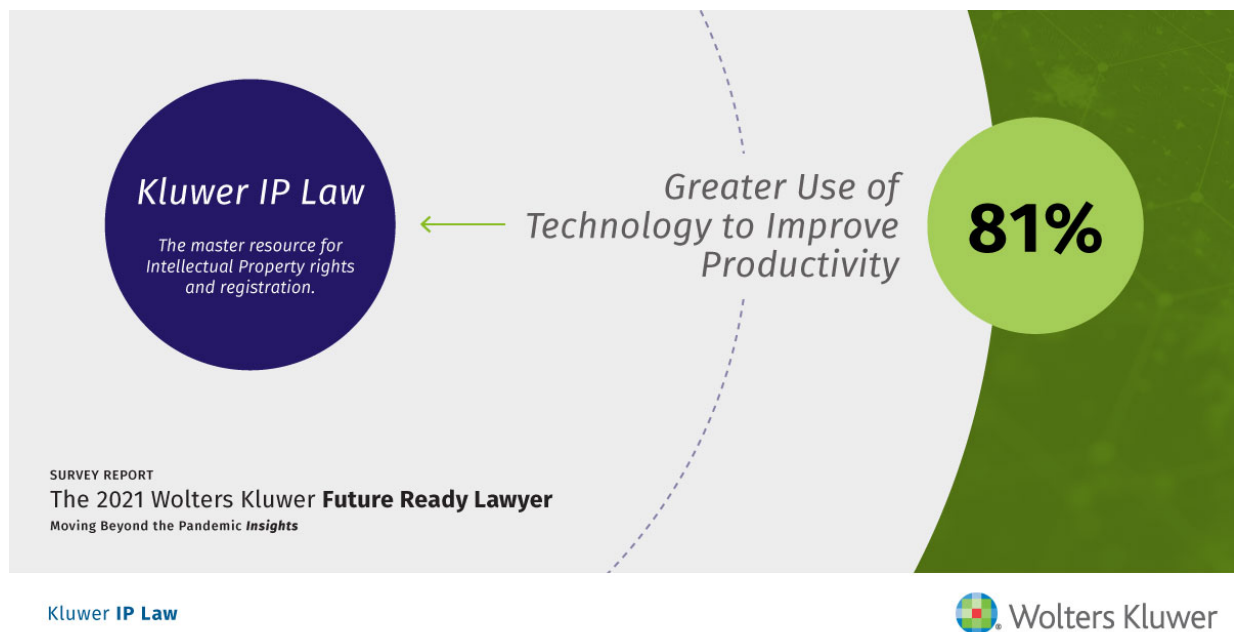 Kluwer IP Law
The master resource for
Intellectual Property rights
and registration.
Greater Use of
Technology to Improve
Productivity
81%
SURVEY REPORT
The 2021 Wolters Kluwer Future Ready Lawyer
Moving Beyond the Pandemic Insights
Kluwer IP Law
Wolters Kluwer